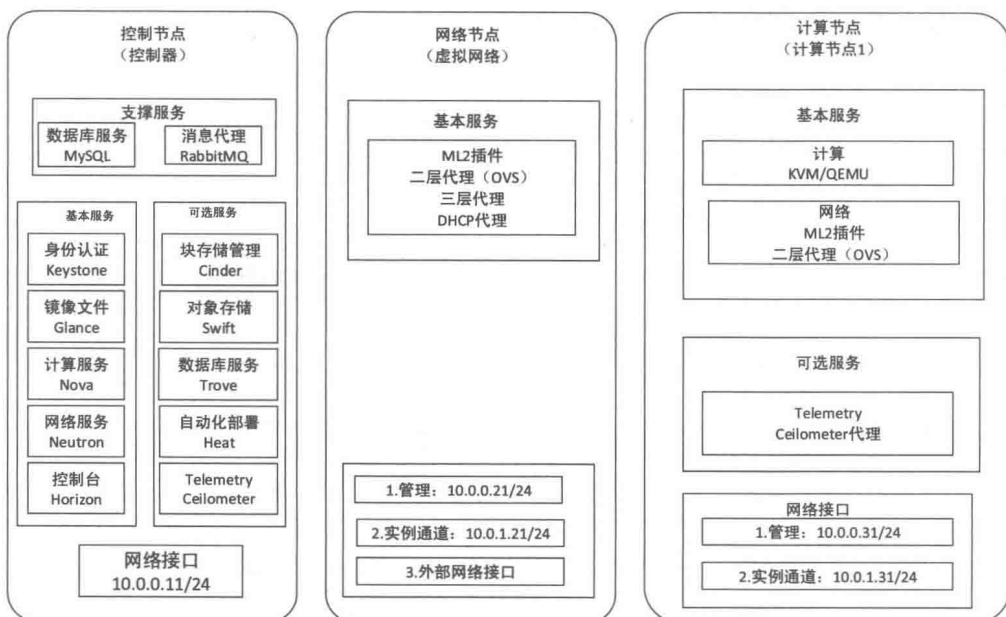 控制节点
（控制器）
支撑服务
数据库服务
MySQL
消息代理
RabbitMQ
基本服务
身份认证
Keystone
镜像文件
Glance
计算服务
Nova
网络服务
Neutron
控制台
Horizon
可选服务
块存储管理
Cinder
对象存储
Swift
数据库服务
Trove
自动化部署
Heat
Telemetry
Ceilometer
网络接口
10.0.0.11/24
网络节点
（虚拟网络）
基本服务
ML2插件
二层代理（OVS）
三层代理
DHCP代理
1.管理：10.0.0.21/24
2.实例通道：10.0.1.21/24
3.外部网络接口
计算节点
（计算节点1）
基本服务
计算
KVM/QEMU
网络
ML2插件
二层代理（OVS）
可选服务
Telemetry
Ceilometer代理
网络接口
1.管理：10.0.0.31/24
2.实例通道：10.0.1.31/24